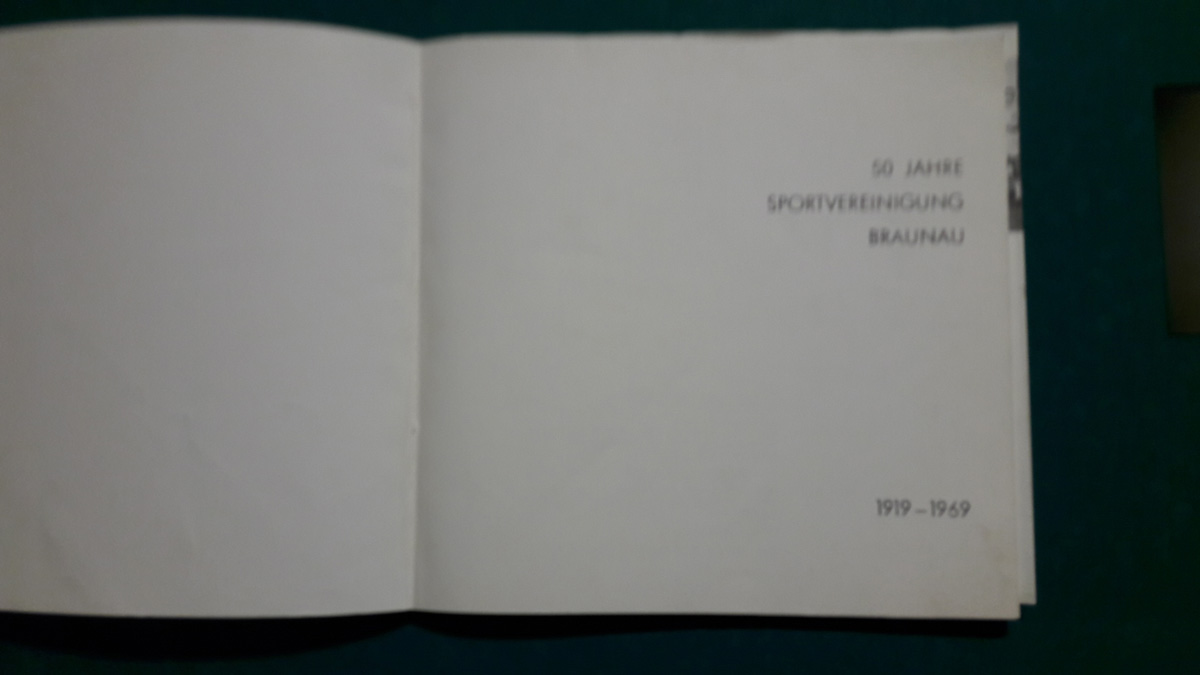 50 JAHRE
SPORTVEREINIGUNG
BRAUNAU
1919 – 1969